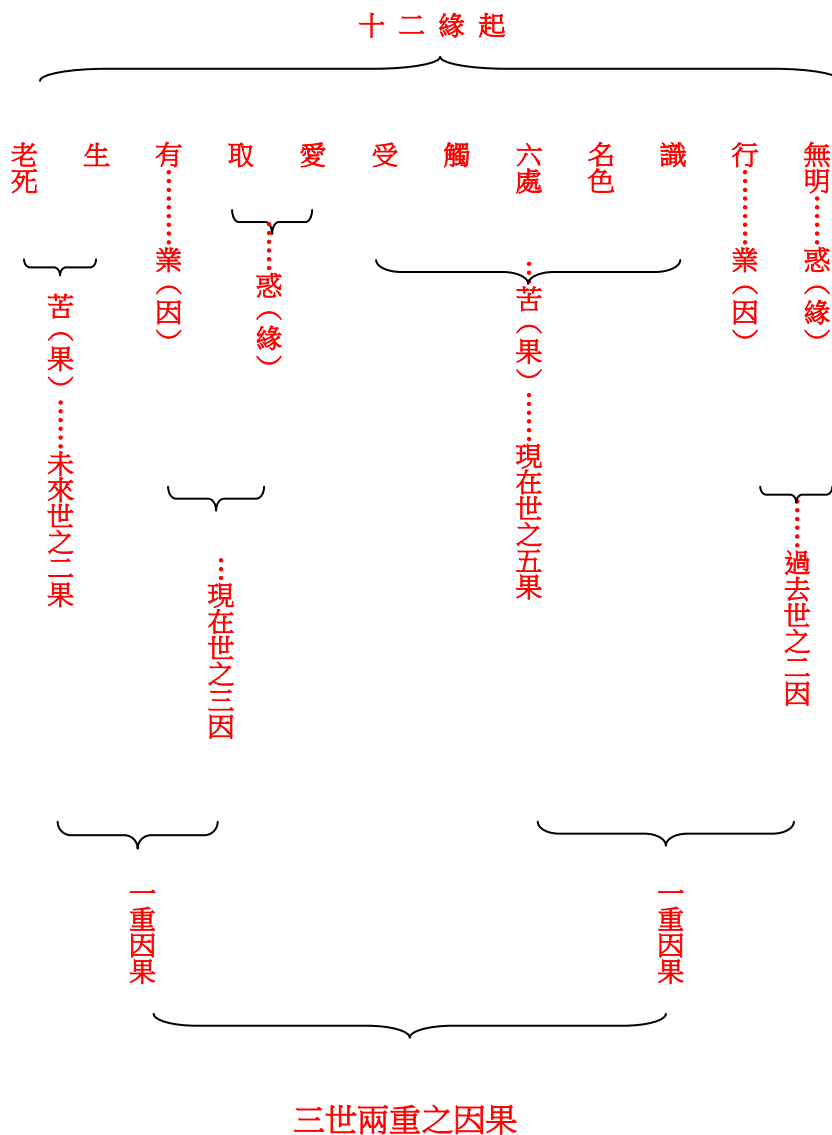 十二緣起
無明……惑（緣）
行……業（因）
識
名色
六處
觸
受
愛
取
有……業（因）
生
老死
…苦（果）……現在世之五果
……惑（緣）
苦（果）……未來世之二果
……過去世之二因
…現在世之三因
一重因果
一重因果
三世兩重之因果